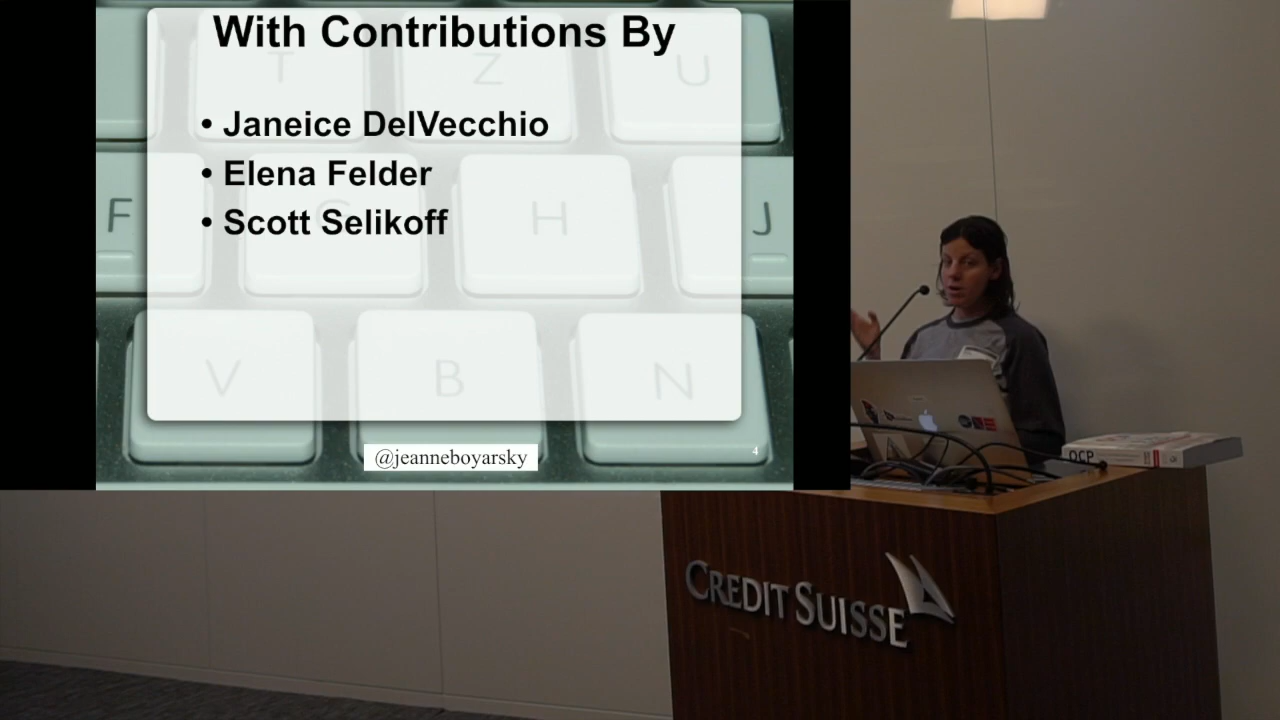 With Contributions By
• Janeice DelVecchio
• Elena Felder
• Scott Selikoff
T Z U
F H J
V B N
@jeanneboyarsky
4
OCP
CREDIT SUISSE